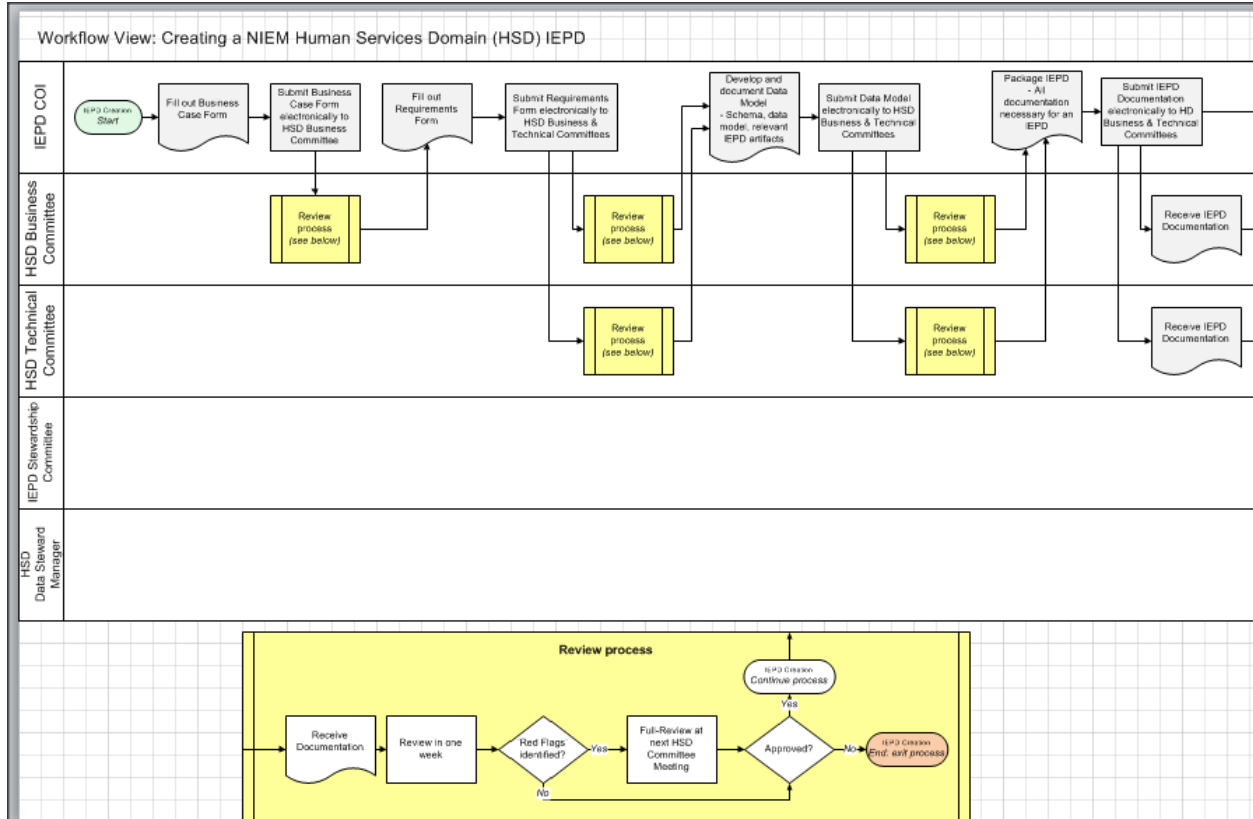 Workflow View: Creating a NIEM Human Services Domain (HSD) IEPD
IEPD COI
IEPD Creation
Start
Fill out Business
Case Form
Submit Business
Case Form
electronically to
HSD Business
Committee
Fill out
Requirements
Form
Submit Requirements
Form electronically to
HSD Business &
Technical Committees
Develop and
document Data
Model
- Schema, data
model, relevant
IEPD artifacts
Submit Data Model
electronically to HSD
Business & Technical
Committees
Package IEPD
- All
documentation
necessary for an
IEPD
Submit IEPD
Documentation
electronically to HD
Business & Technical
Committees
HSD Business
Committee
Review
process
(see below)
Review
process
(see below)
Review
process
(see below)
Receive IEPD
Documentation
HSD Technical
Committee
Review
process
(see below)
Review
process
(see below)
Receive IEPD
Documentation
IEPD Stewardship
Committee
HSD
Data Steward
Manager
Review process
IEPD Creation
Continue process
Yes
Receive
Documentation
Review in one
week
Red Flags
identified?
Yes
Full-Review at
next HSD
Committee
Meeting
Approved?
No
IEPD Creation
End. exit process
No